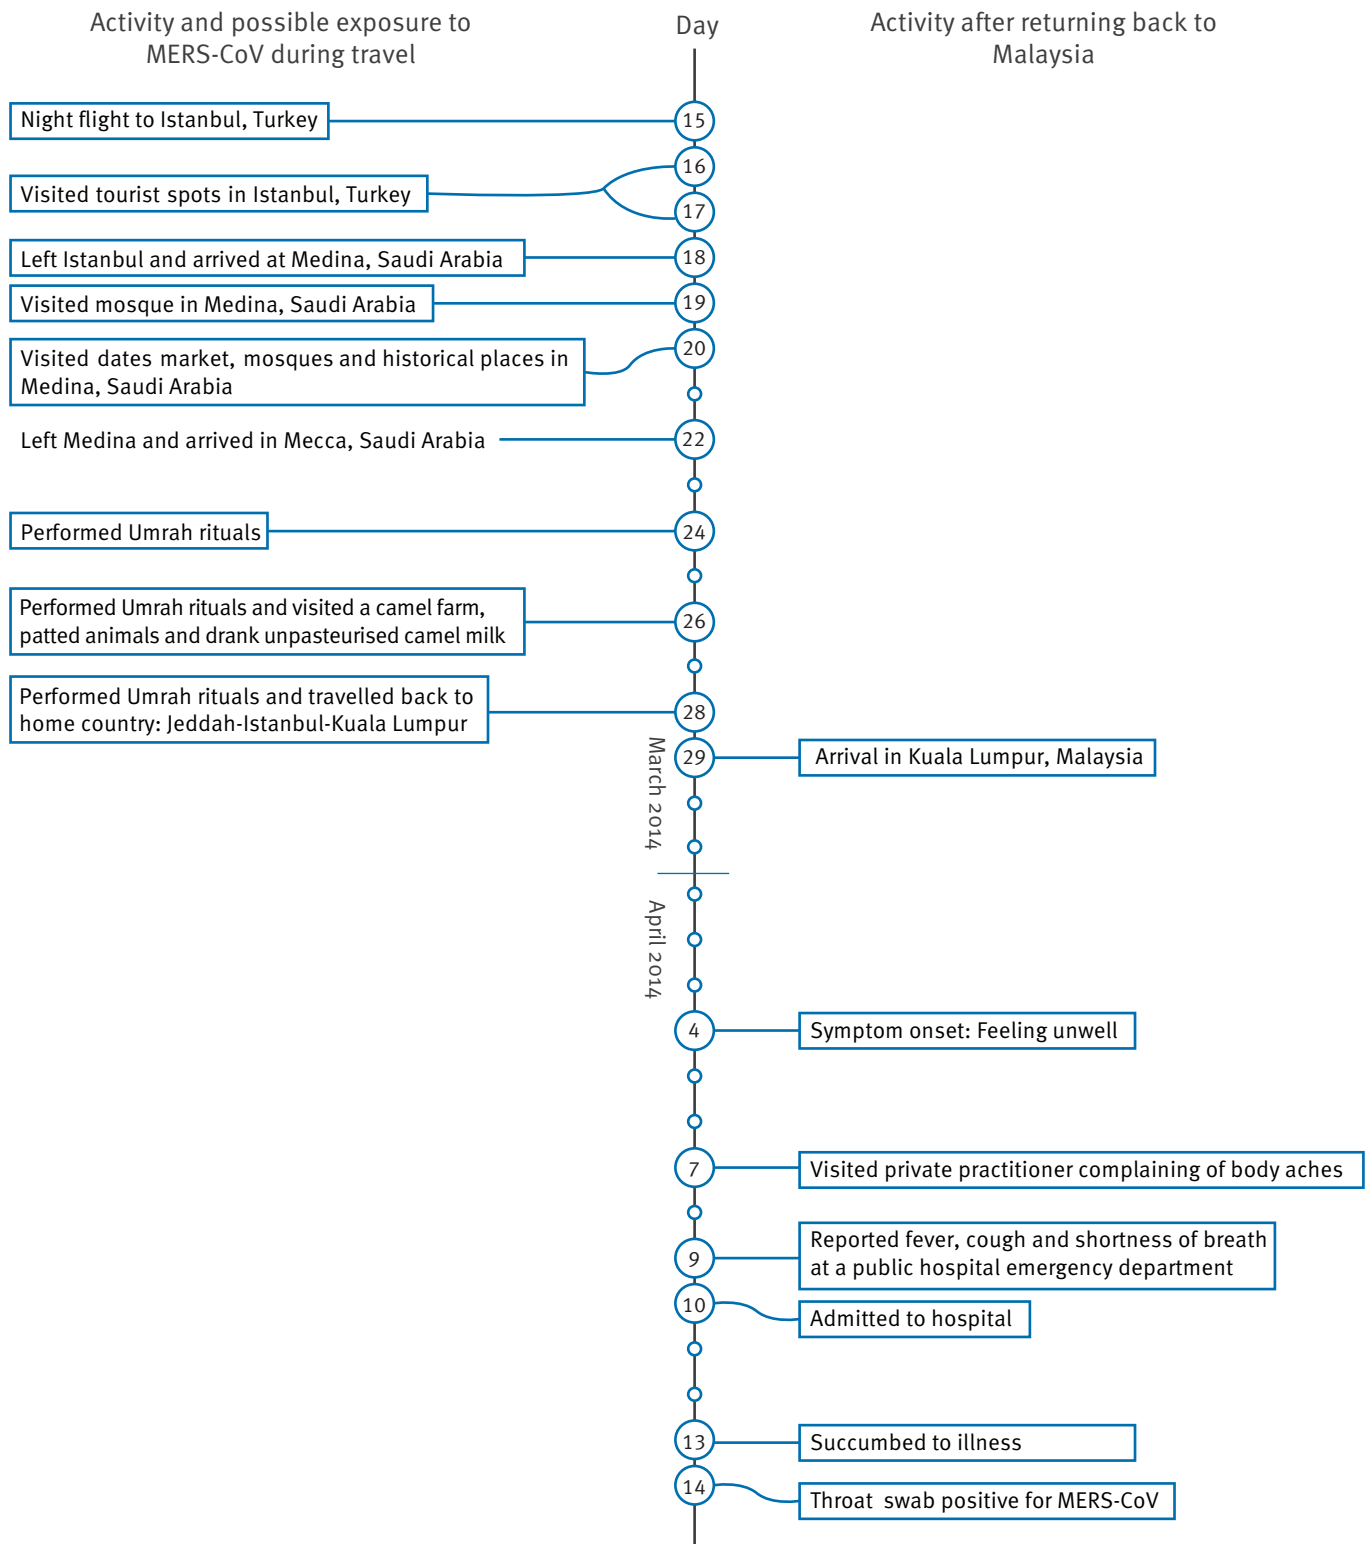 Activity and possible exposure to
MERS-CoV during travel
Day
Activity after returning back to
Malaysia
Night flight to Istanbul, Turkey
15
16
Visited tourist spots in Istanbul, Turkey
17
Left Istanbul and arrived at Medina, Saudi Arabia
18
Visited mosque in Medina, Saudi Arabia
19
20
Visited dates market, mosques and historical places in
Medina, Saudi Arabia
Left Medina and arrived in Mecca, Saudi Arabia
22
Performed Umrah rituals
24
Performed Umrah rituals and visited a camel farm,
patted animals and drank unpasteurised camel milk
26
Performed Umrah rituals and travelled back to
home country: Jeddah-Istanbul-Kuala Lumpur
28
March 2014
29
Arrival in Kuala Lumpur, Malaysia
April 2014
4
Symptom onset: Feeling unwell
7
Visited private practitioner complaining of body aches
9
Reported fever, cough and shortness of breath
at a public hospital emergency department
10
Admitted to hospital
13
Succumbed to illness
14
Throat swab positive for MERS-CoV